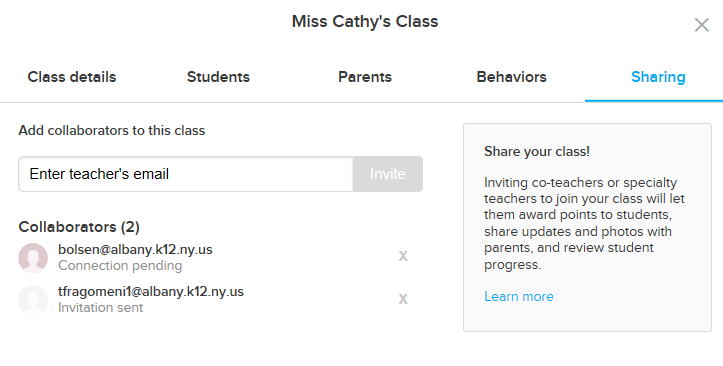 Miss Cathy's Class
Class details
Students
Parents
Behaviors
Sharing
Add collaborators to this class
Enter teacher's email
Invite
Collaborators (2)
bolsen@albany.k12.ny.us
Connection pending
x
tfragomeni1@albany.k12.ny.us
Invitation sent
x
Share your class!
Inviting co-teachers or specialty
teachers to join your class will let
them award points to students,
share updates and photos with
parents, and review student
progress.
Learn more